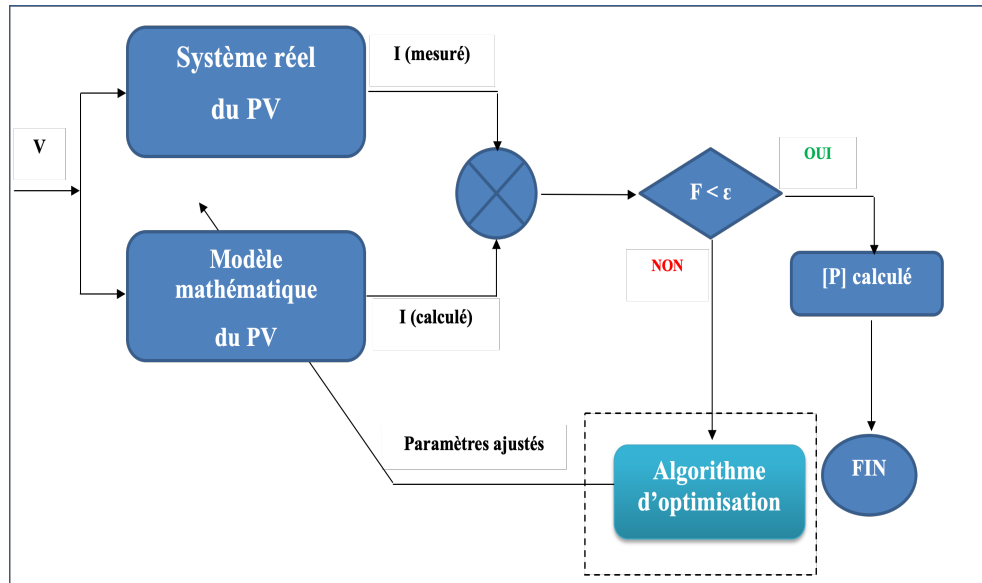 Système réel
du PV
I (mesuré)
V
OUI
F < ε
NON
Modèle
mathématique
du PV
I (calculé)
[P] calculé
Paramètres ajustés
Algorithme
d’optimisation
FIN